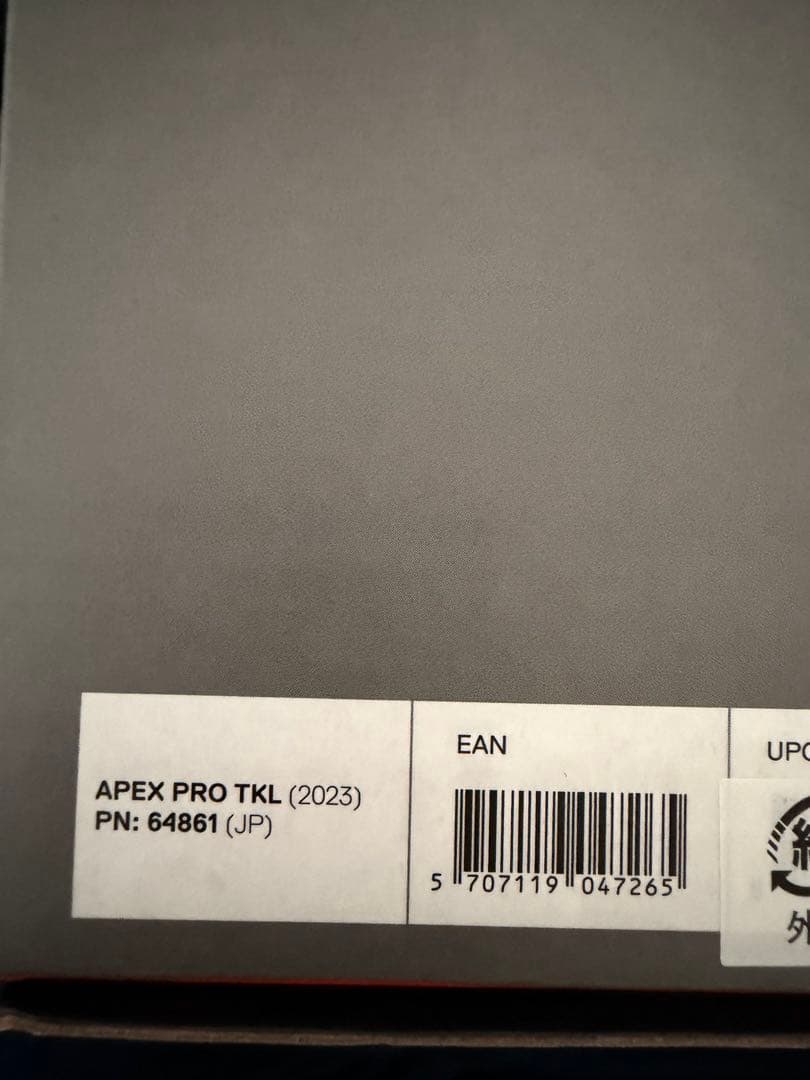 APEX PRO TKL (2023)
PN: 64861 (JP)
EAN
5 707119 047265
UPC
外